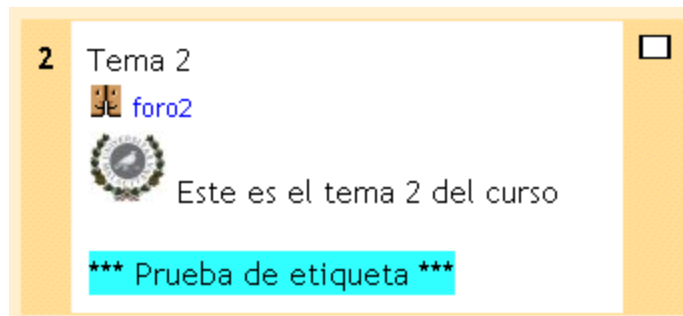 2
Tema 2
foro2
Este es el tema 2 del curso
*** Prueba de etiqueta ***